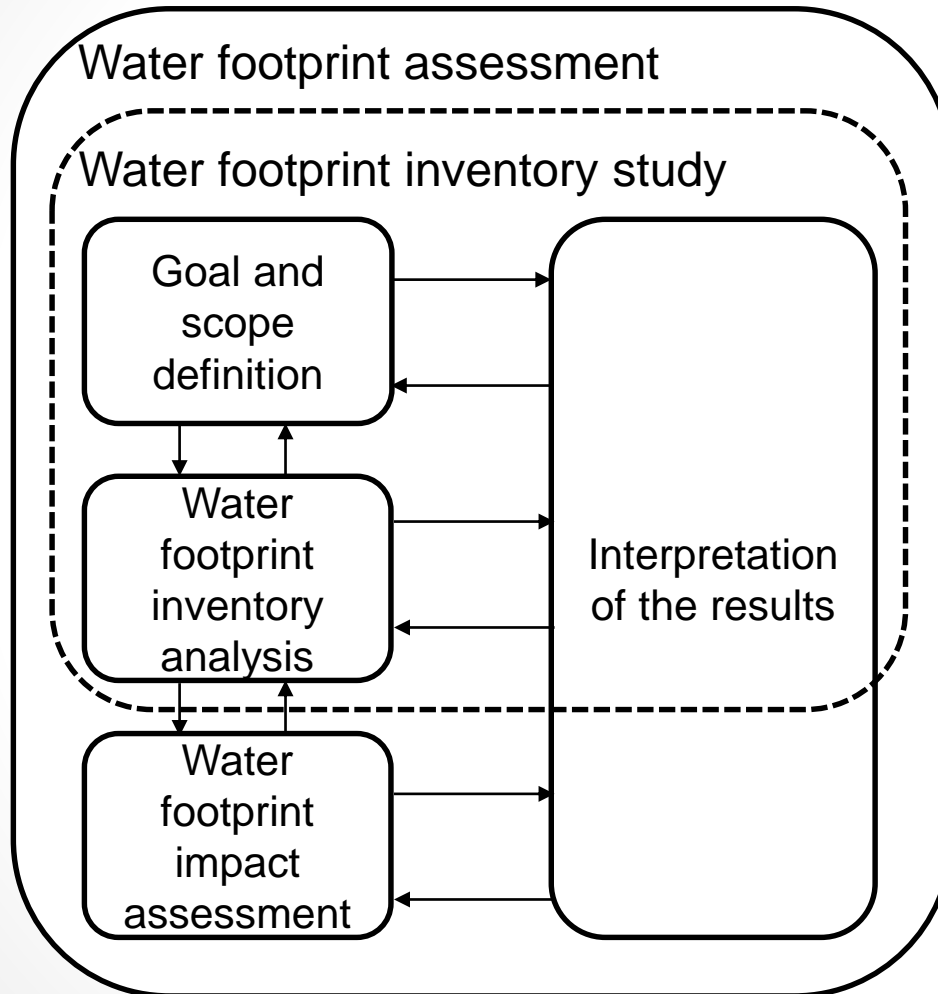 Water footprint assessment
Water footprint inventory study
Goal and
scope
definition
Water
footprint
inventory
analysis
Interpretation
of the results
Water
footprint
impact
assessment